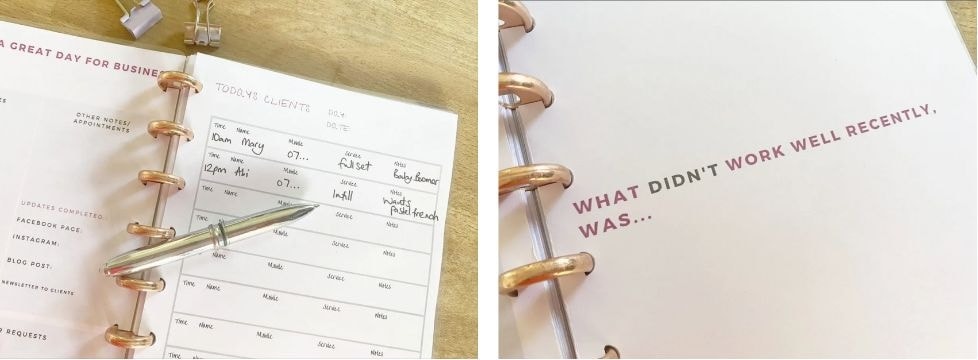 A GREAT DAY FOR BUSINE
OTHER NOTES/
APPOINTMENTS
UPDATES COMPLETED..
FACEBOOK PAGE:
INSTAGRAM:
BLOG POST:
NEWSLETTER TO CLIENTS
REQUESTS
TODAYS CLIENTS
DAY:
DATE:
Time Name Mobile Service Notes
10am Mary 07... full set Baby Boomer
Time Name Mobile Service Notes
12pm Abi 07... Infill wants
pastel french
Time Name Service Notes
Mobile Service Notes
Name Mobile Service Notes
Time Name Mobile Service Notes
Time Name Mobile Service Notes
Time Name Mobile Service Notes
WHAT DIDN'T WORK WELL RECENTLY,
WAS...